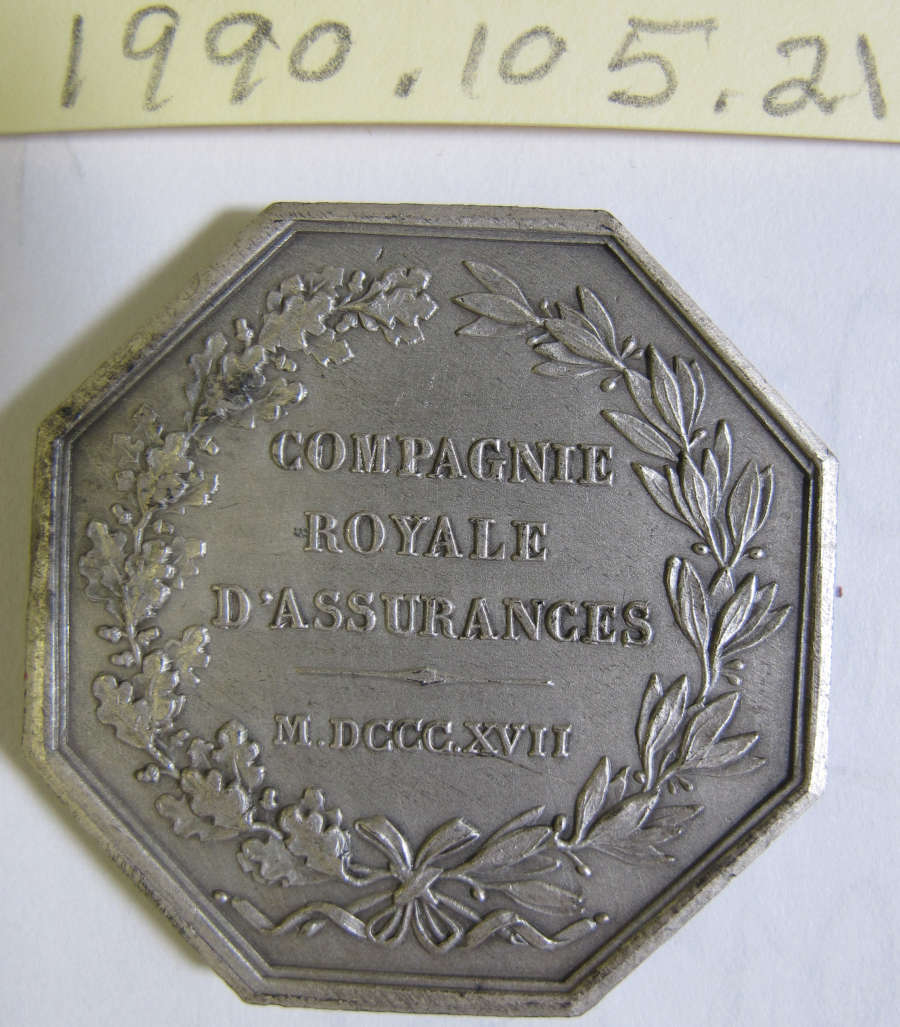 1990.105.21
COMPAGNIE
ROYALE
D'ASSURANCES
M.DCCC.XVII